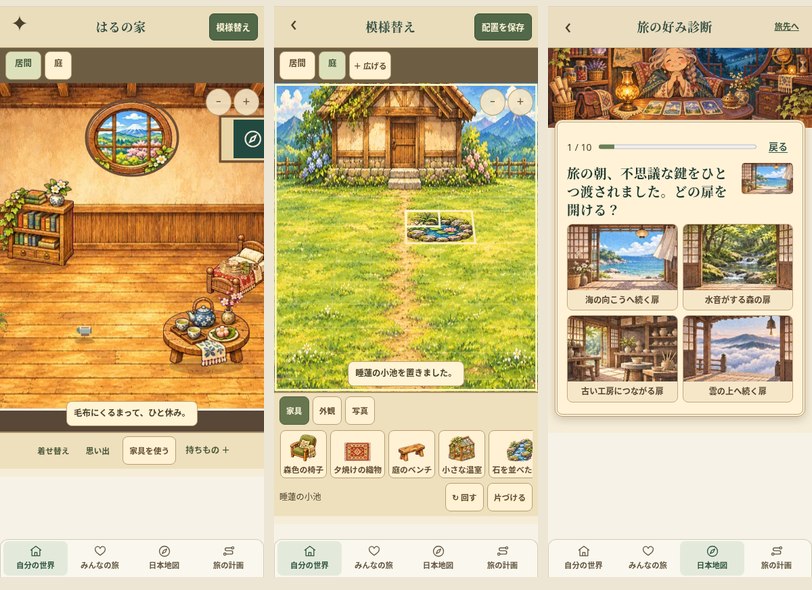 はるの家
模様替え
居間
庭
-
+
毛布にくるまって、ひと休み。
着せ替え
思い出
家具を使う
持ちもの +
自分の世界
みんなの旅
日本地図
旅の計画
模様替え
配置を保存
居間
庭
+ 広げる
-
+
睡蓮の小池を置きました。
家具
外観
写真
森色の椅子
夕焼けの織物
庭のベンチ
小さな温室
石を並べた
睡蓮の小池
↻ 回す
片づける
自分の世界
みんなの旅
日本地図
旅の計画
旅の好み診断
旅先へ
1 / 10
戻る
旅の朝、不思議な鍵をひと
つ渡されました。どの扉を
開ける？
海の向こうへ続く扉
水音がする森の扉
古い工房につながる扉
雲の上へ続く扉
自分の世界
みんなの旅
日本地図
旅の計画